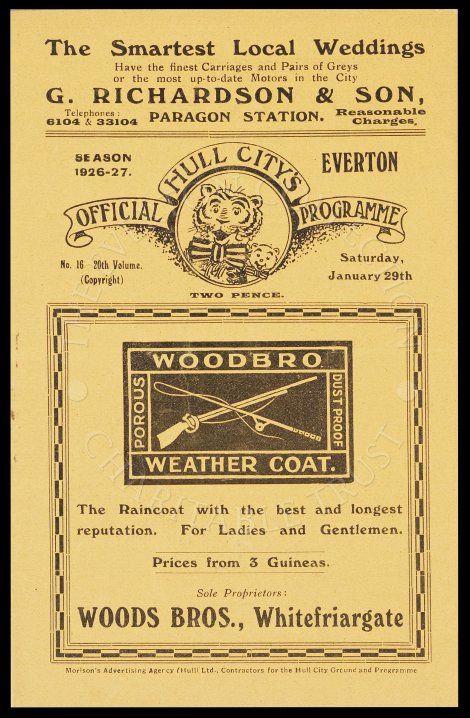 The Smartest Local Weddings
Have the finest Carriages and Pairs of Greys
or the most up-to-date Motors in the City
G. RICHARDSON & SON,
Telephones: 6104 & 33104 PARAGON STATION. Reasonable Charges.
SEASON 1926-27.
HULL CITY'S
EVERTON
OFFICIAL PROGRAMME
No. 16 20th Volume.
(Copyright)
Saturday,
January 29th
TWO PENCE.
WOODBRO
POROUS
DUST PROOF
WEATHER COAT.
The Raincoat with the best and longest
reputation. For Ladies and Gentlemen.
Prices from 3 Guineas.
Sole Proprietors:
WOODS BROS., Whitefriargate
Morison's Advertising Agency (Hull) Ltd., Contractors for the Hull City Ground and Programme
CHARITABLE TRUST